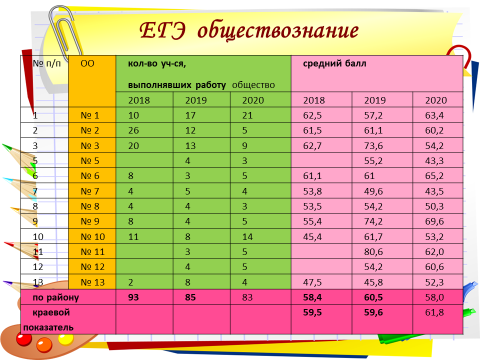 ЕГЭ обществознание
№ п/п ОО кол-во уч-ся, средний балл
выполнявших работу общество
2018 2019 2020 2018 2019 2020
1 № 1 10 17 21 62,5 57,2 63,4
2 № 2 26 12 5 61,5 61,1 60,2
3 № 3 20 13 9 62,7 73,6 54,2
5 № 5 4 3 55,2 43,3
6 № 6 8 3 5 61,1 61 65,2
7 № 7 4 5 4 53,8 49,6 43,5
8 № 8 4 4 3 53,5 54,2 50,3
9 № 9 8 4 5 55,4 74,2 69,6
10 № 10 11 8 14 45,4 61,7 53,2
11 № 11 3 5 80,6 62,0
12 № 12 4 5 54,2 60,6
13 № 13 2 8 4 47,5 45,8 52,3
по району 93 85 83 58,4 60,5 58,0
краевой 59,5 59,6 61,8
показатель